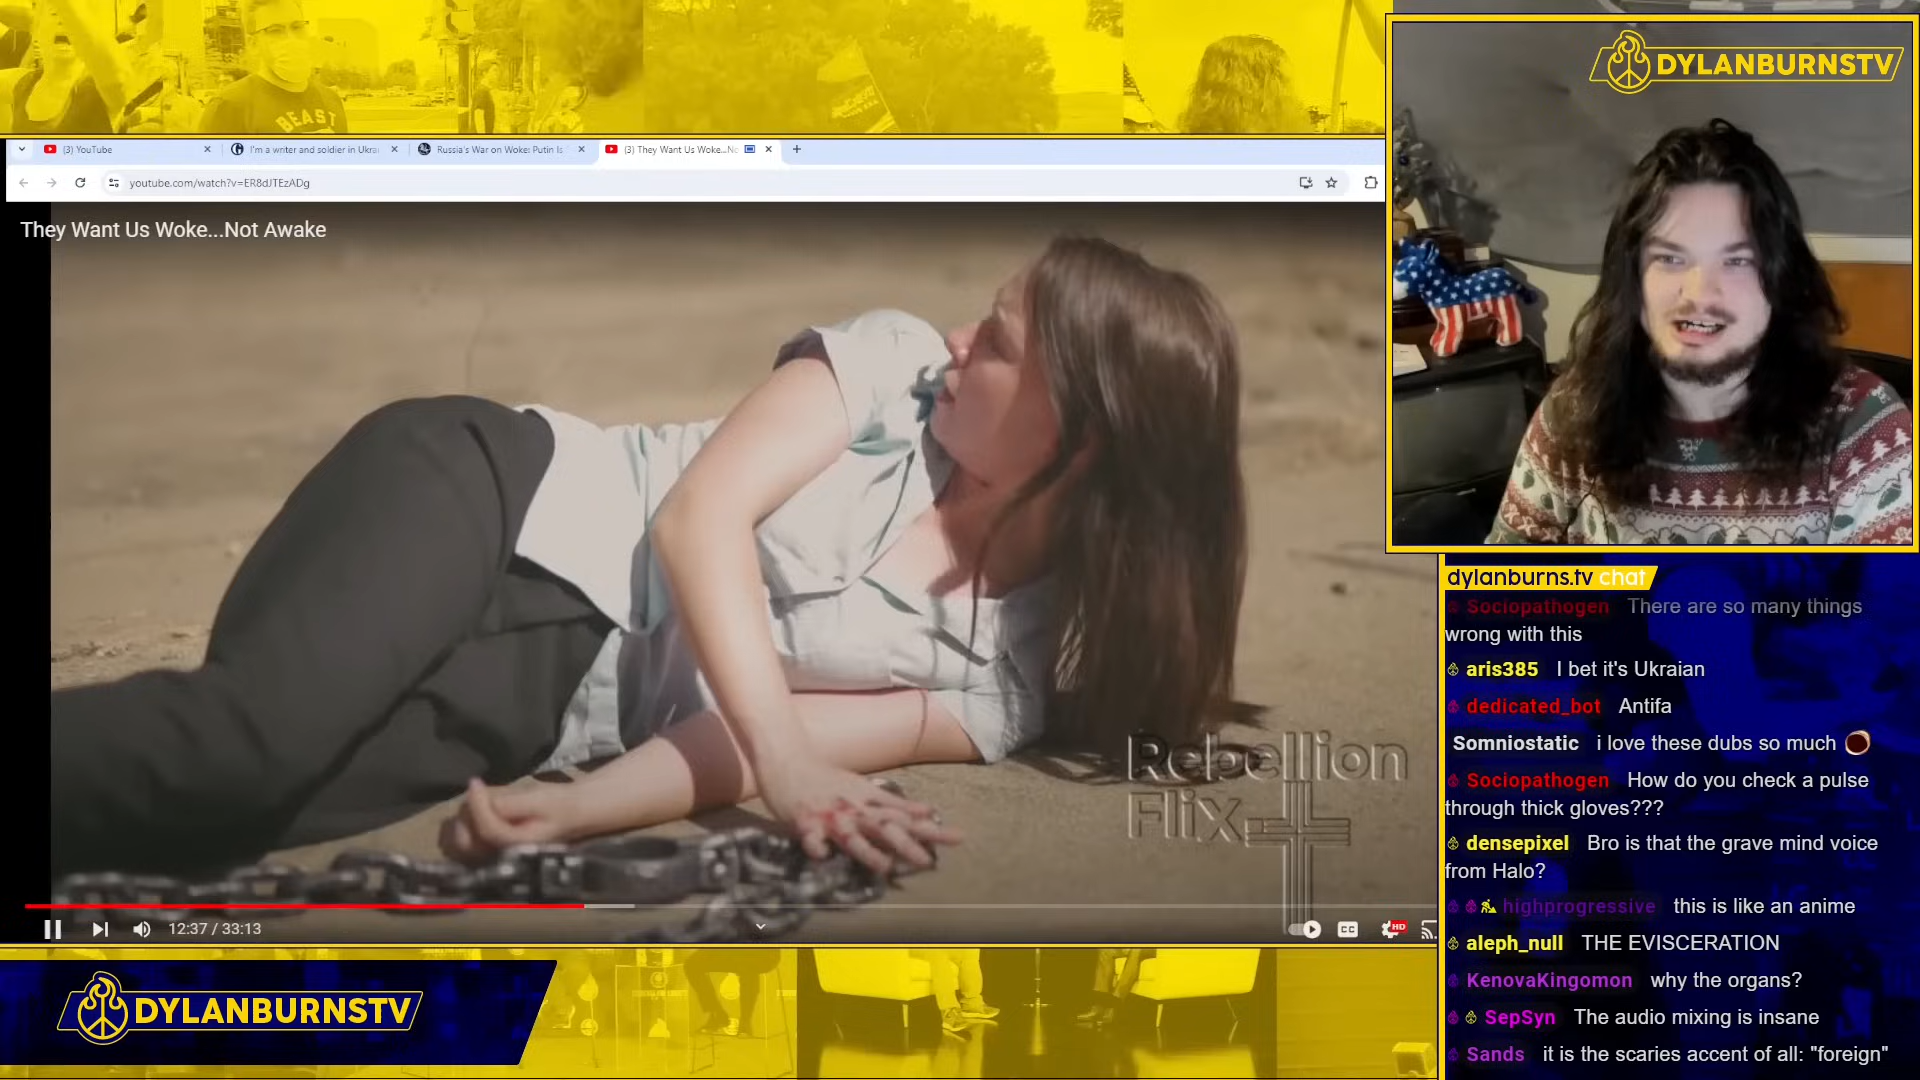 BEAST
DYLANBURNSTV
(3) YouTube
I'm a writer and soldier in Ukrai
Russia's War on Woke: Putin Is
(3) They Want Us Woke...No
youtube.com/watch?v=ER8dJTEzADg
They Want Us Woke...Not Awake
Rebellion
Flix
12:37 / 33:13
CC
HD
dylanburns.tv chat
Sociopathogen There are so many things
wrong with this
aris385 I bet it's Ukraian
dedicated_bot Antifa
Somniostatic i love these dubs so much
Sociopathogen How do you check a pulse
through thick gloves???
densepixel Bro is that the grave mind voice
from Halo?
highprogressive this is like an anime
aleph_null THE EVISCERATION
KenovaKingomon why the organs?
SepSyn The audio mixing is insane
Sands it is the scaries accent of all: "foreign"
DYLANBURNSTV